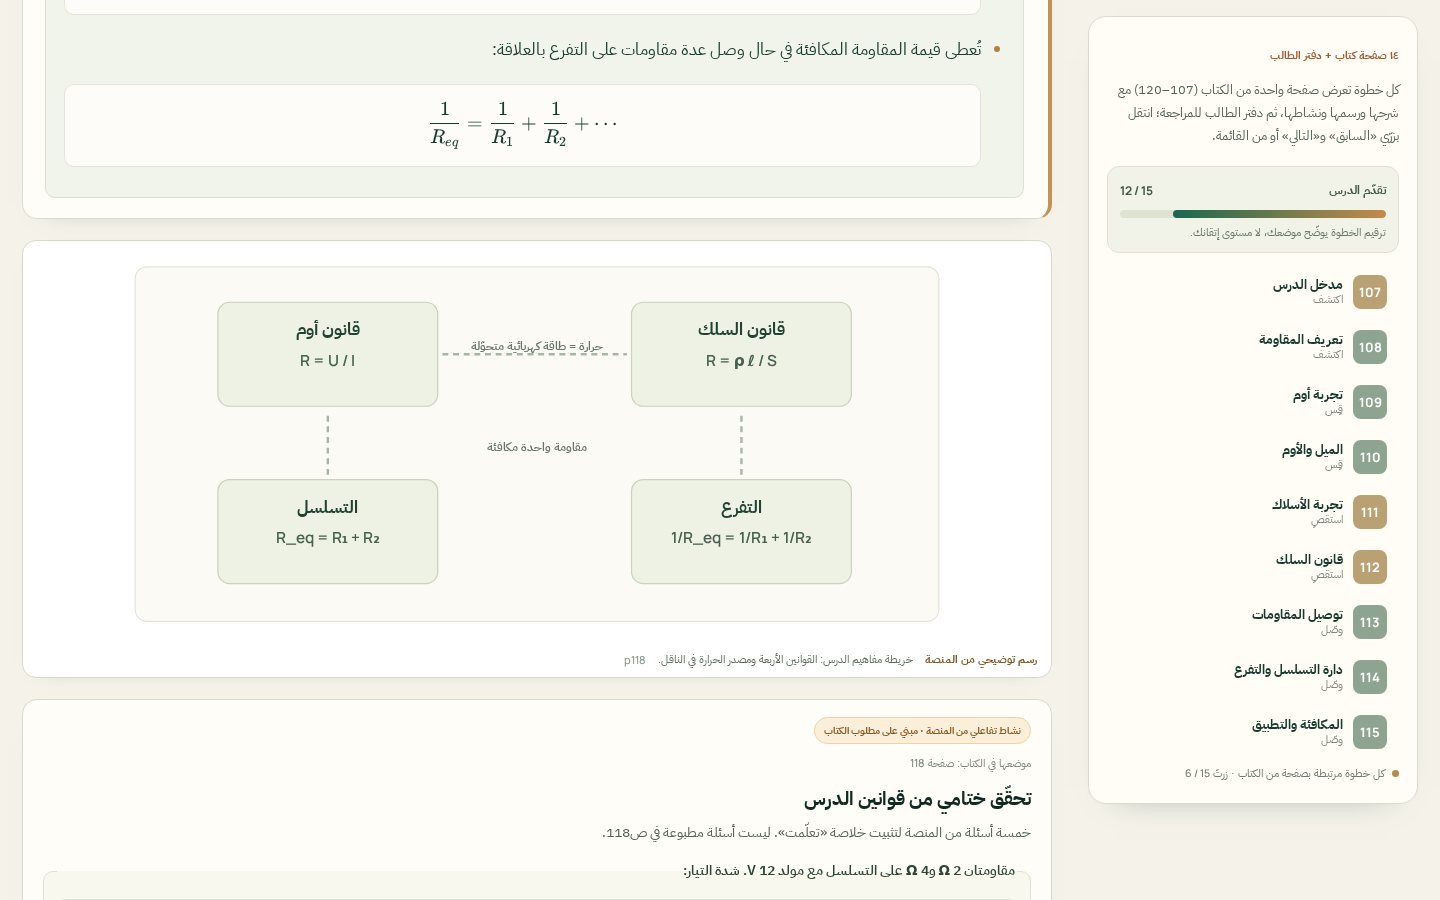 ١٤ صفحة كتاب + دفتر الطالب
كل خطوة تعرض صفحة واحدة من الكتاب (107–120) مع
شرحها ورسمها ونشاطها، ثم دفتر الطالب للمراجعة؛ انتقل
بزرّي «السابق» و«التالي» أو من القائمة.
تقدّم الدرس
12 / 15
ترقيم الخطوة يوضّح موضعك، لا مستوى إتقانك.
107
مدخل الدرس
اكتشف
108
تعريف المقاومة
اكتشف
109
تجربة أوم
قِس
110
الميل والأوم
قِس
111
تجربة الأسلاك
استقصِ
112
قانون السلك
استقصِ
113
توصيل المقاومات
وصّل
114
دارة التسلسل والتفرع
وصّل
115
المكافئة والتطبيق
وصّل
كل خطوة مرتبطة بصفحة من الكتاب · زرتَ 15 / 6
تُعطى قيمة المقاومة المكافئة في حال وصل عدة مقاومات على التفرع بالعلاقة:
1/R_eq = 1/R₁ + 1/R₂ + ···
قانون السلك
R = ρ ℓ / S
حرارة = طاقة كهربائية متحوّلة
قانون أوم
R = U / I
مقاومة واحدة مكافئة
التفرع
1/R_eq = 1/R₁ + 1/R₂
التسلسل
R_eq = R₁ + R₂
رسم توضيحي من المنصة
خريطة مفاهيم الدرس: القوانين الأربعة ومصدر الحرارة في الناقل.
p118
نشاط تفاعلي من المنصة · مبني على مطلوب الكتاب
موضعها في الكتاب: صفحة 118
تحقّق ختامي من قوانين الدرس
خمسة أسئلة من المنصة لتثبيت خلاصة «تعلّمت». ليست أسئلة مطبوعة في ص118.
مقاومتان 2 Ω و4 Ω على التسلسل مع مولد 12 V. شدة التيار: